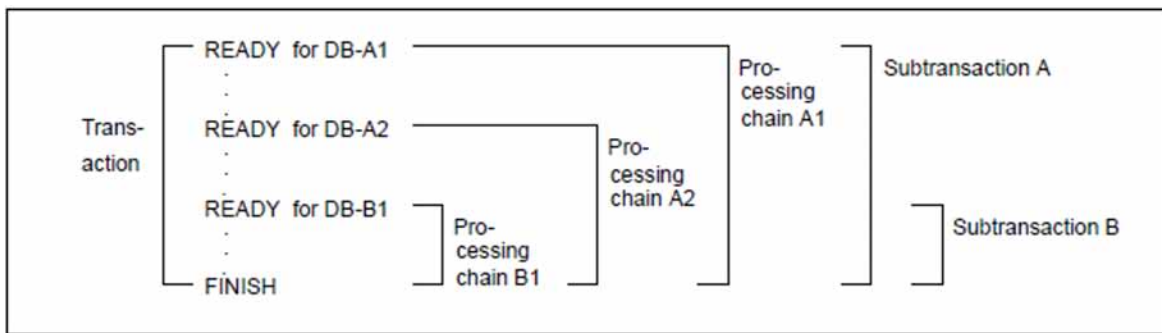 READY for DB-A1
Pro-
cessing
chain A1
Subtransaction A
Trans-
action
READY for DB-A2
Pro-
cessing
chain A2
READY for DB-B1
Pro-
cessing
chain B1
Subtransaction B
FINISH